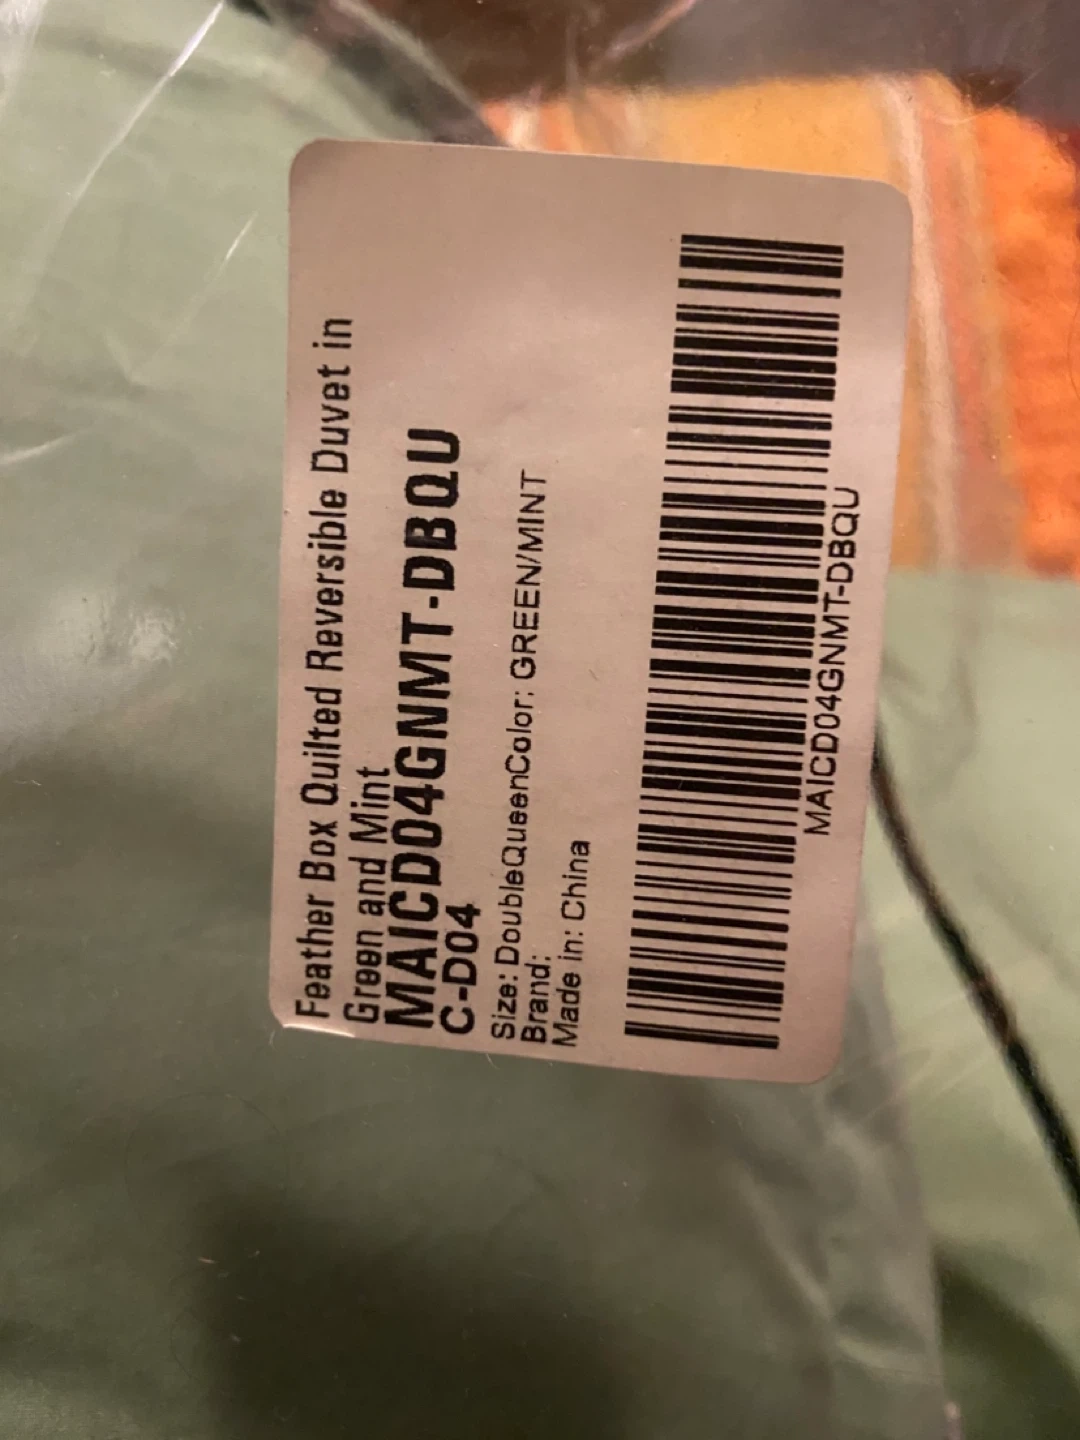 Feather Box Quilted Reversible Duvet in
Green and Mint
MAICD04GNMT-DBQU
C-D04
Size: DoubleQueenColor: GREEN/MINT
Brand:
Made in: China
MAICD04GNMT-DBQU